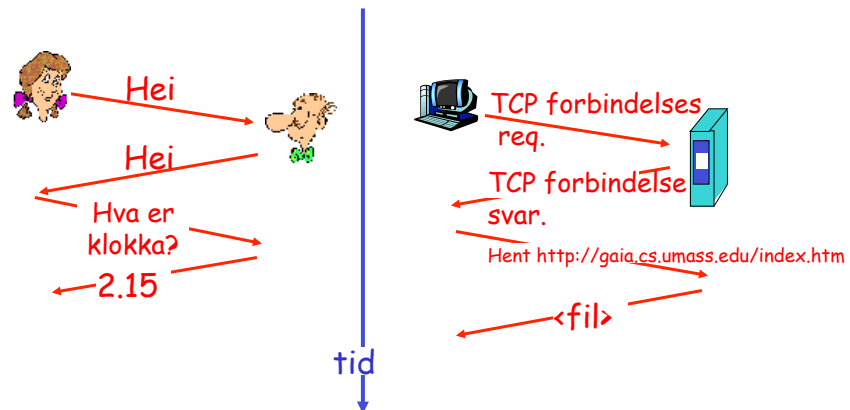 Hei
Hei
Hva er
klokka?
2.15
TCP forbindelses
req.
TCP forbindelse
svar.
Hent http://gaia.cs.umass.edu/index.htm
<fil>
tid